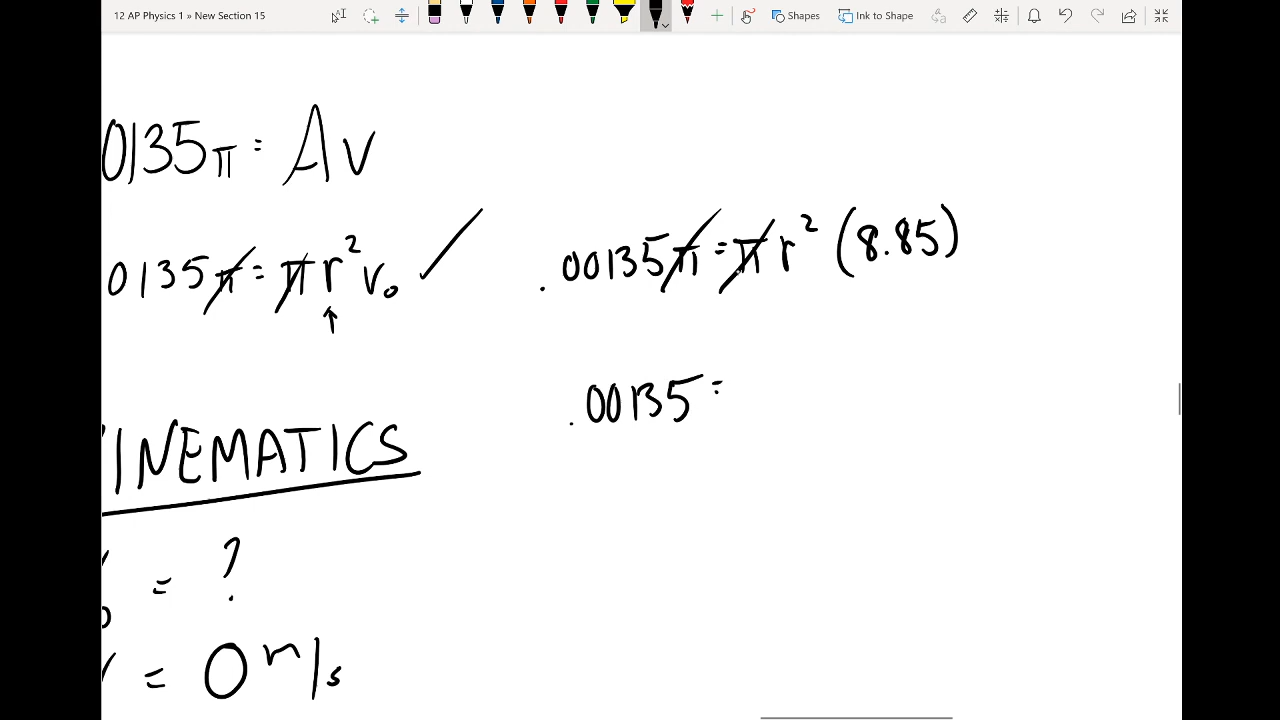 12 AP Physics 1 » New Section 15
Shapes
Ink to Shape
0135π = Av
0135π = πr²v₀
.00135π = πr² (8.85)
.00135 =
INEMATICS
= ?
= 0 m/s